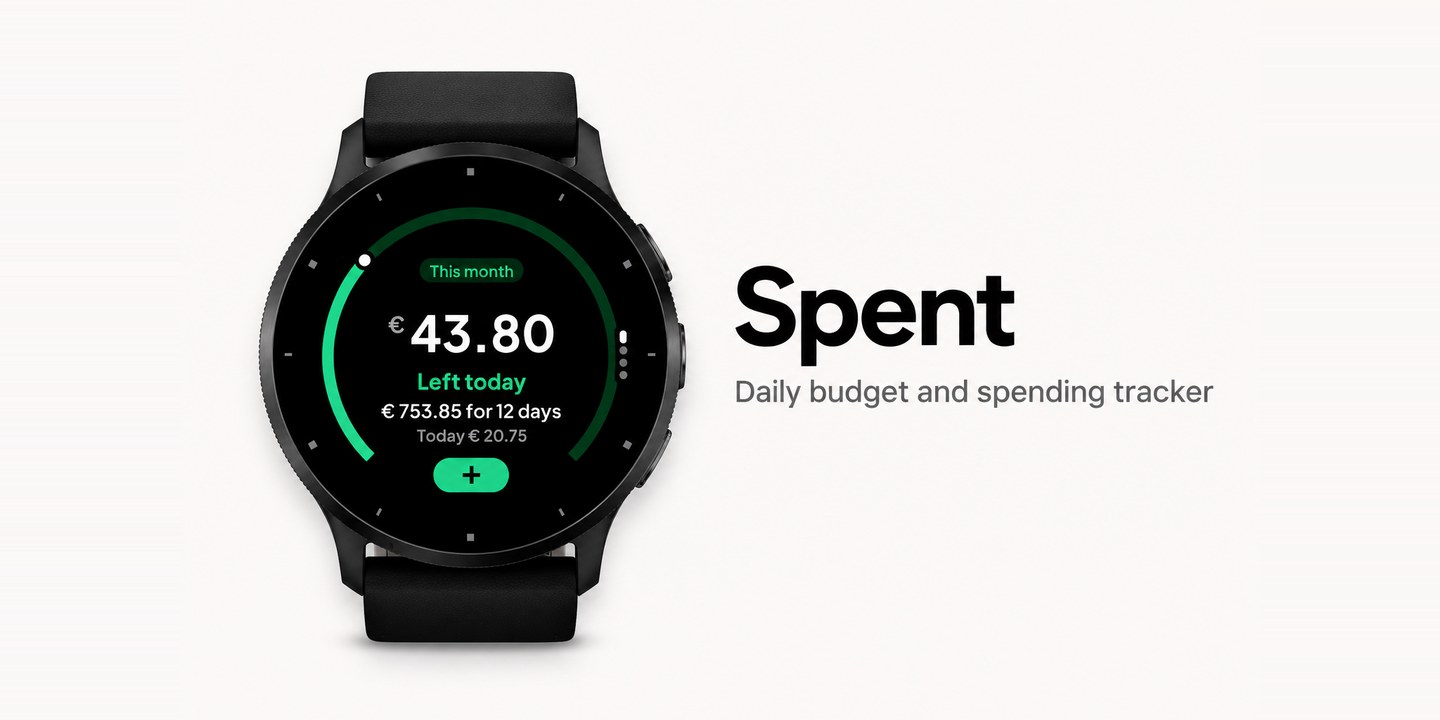 This month
€ 43.80
Left today
€ 753.85 for 12 days
Today € 20.75
+
Spent
Daily budget and spending tracker